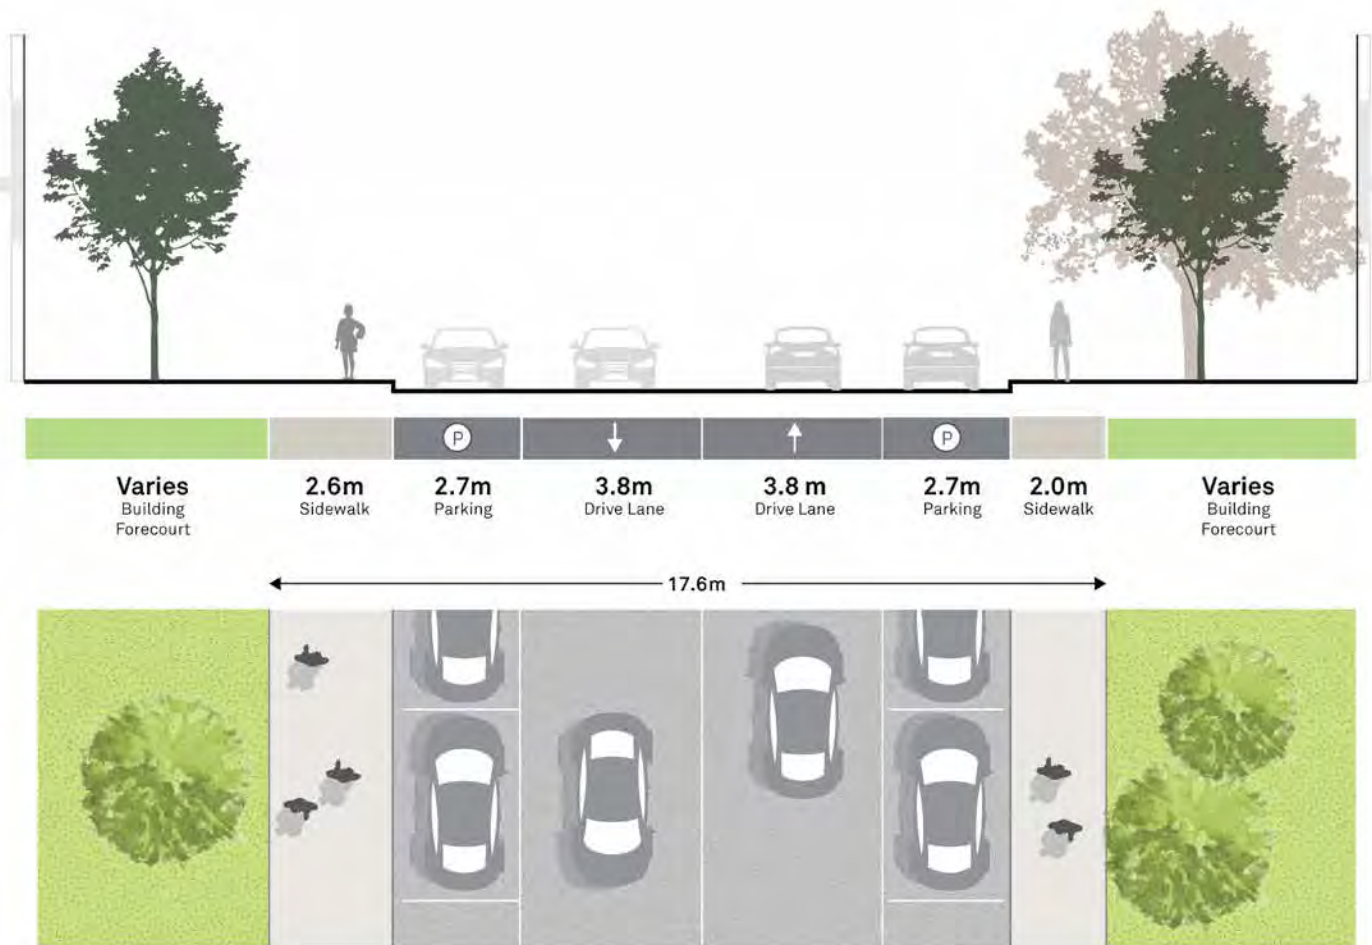 P
P
Varies
Building
Forecourt
2.6m
Sidewalk
2.7m
Parking
3.8m
Drive Lane
3.8 m
Drive Lane
2.7m
Parking
2.0m
Sidewalk
Varies
Building
Forecourt
17.6m